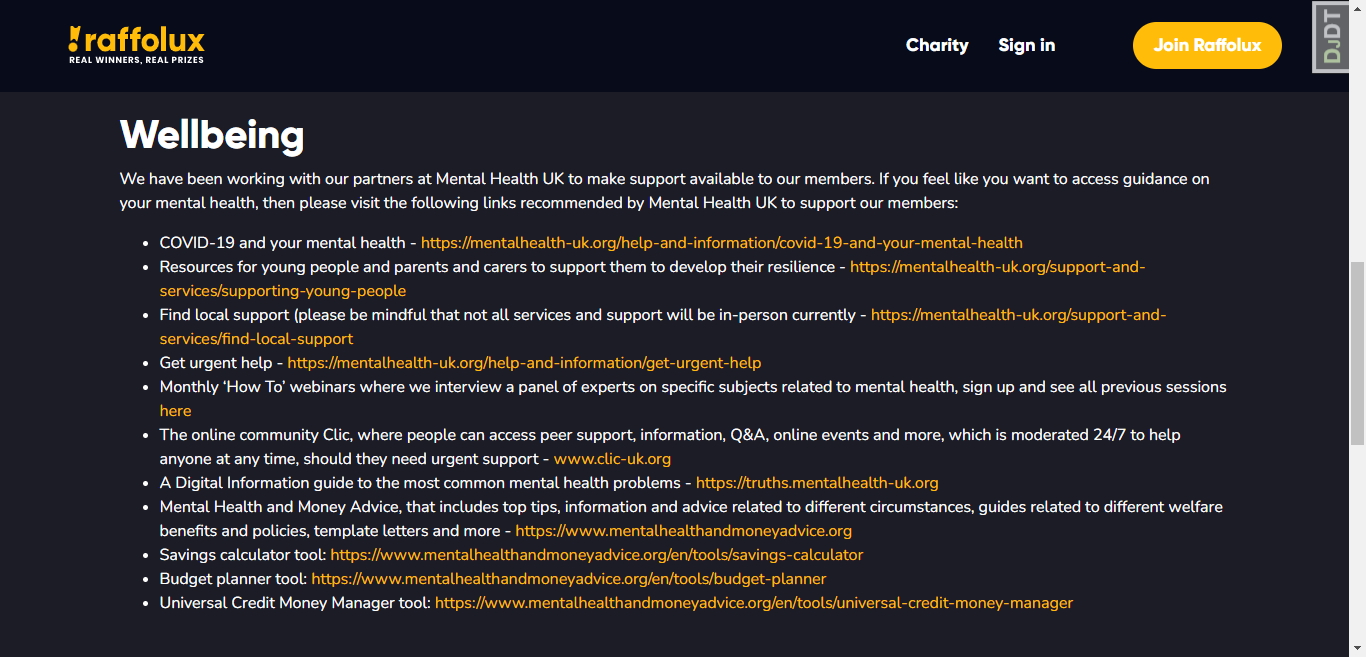 raffolux
REAL WINNERS, REAL PRIZES
Charity
Sign in
Join Raffolux
DJDT
Wellbeing
We have been working with our partners at Mental Health UK to make support available to our members. If you feel like you want to access guidance on
your mental health, then please visit the following links recommended by Mental Health UK to support our members:
• COVID-19 and your mental health - https://mentalhealth-uk.org/help-and-information/covid-19-and-your-mental-health
• Resources for young people and parents and carers to support them to develop their resilience - https://mentalhealth-uk.org/support-and-
services/supporting-young-people
• Find local support (please be mindful that not all services and support will be in-person currently - https://mentalhealth-uk.org/support-and-
services/find-local-support
• Get urgent help - https://mentalhealth-uk.org/help-and-information/get-urgent-help
• Monthly ‘How To’ webinars where we interview a panel of experts on specific subjects related to mental health, sign up and see all previous sessions
here
• The online community Clic, where people can access peer support, information, Q&A, online events and more, which is moderated 24/7 to help
anyone at any time, should they need urgent support - www.clic-uk.org
• A Digital Information guide to the most common mental health problems - https://truths.mentalhealth-uk.org
• Mental Health and Money Advice, that includes top tips, information and advice related to different circumstances, guides related to different welfare
benefits and policies, template letters and more - https://www.mentalhealthandmoneyadvice.org
• Savings calculator tool: https://www.mentalhealthandmoneyadvice.org/en/tools/savings-calculator
• Budget planner tool: https://www.mentalhealthandmoneyadvice.org/en/tools/budget-planner
• Universal Credit Money Manager tool: https://www.mentalhealthandmoneyadvice.org/en/tools/universal-credit-money-manager